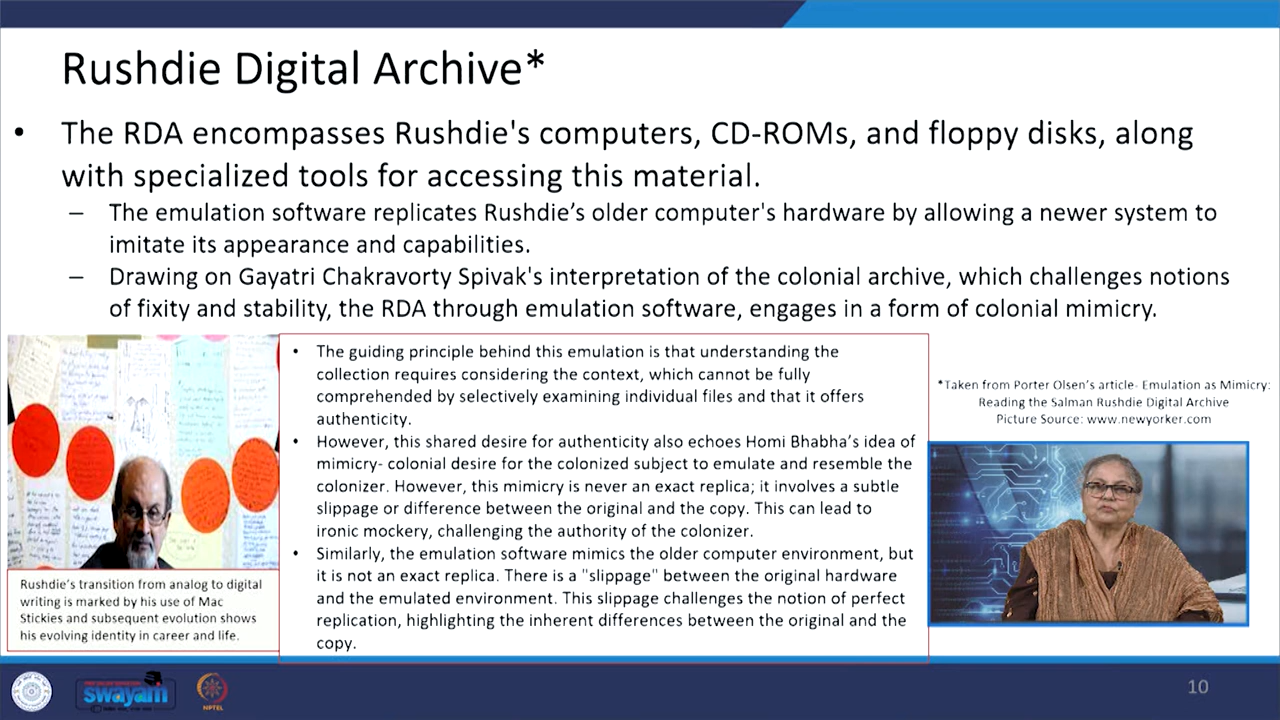 Rushdie Digital Archive*
• The RDA encompasses Rushdie's computers, CD-ROMs, and floppy disks, along
with specialized tools for accessing this material.
– The emulation software replicates Rushdie’s older computer's hardware by allowing a newer system to
imitate its appearance and capabilities.
– Drawing on Gayatri Chakravorty Spivak's interpretation of the colonial archive, which challenges notions
of fixity and stability, the RDA through emulation software, engages in a form of colonial mimicry.
Rushdie’s transition from analog to digital
writing is marked by his use of Mac
Stickies and subsequent evolution shows
his evolving identity in career and life.
• The guiding principle behind this emulation is that understanding the
collection requires considering the context, which cannot be fully
comprehended by selectively examining individual files and that it offers
authenticity.
• However, this shared desire for authenticity also echoes Homi Bhabha’s idea of
mimicry- colonial desire for the colonized subject to emulate and resemble the
colonizer. However, this mimicry is never an exact replica; it involves a subtle
slippage or difference between the original and the copy. This can lead to
ironic mockery, challenging the authority of the colonizer.
• Similarly, the emulation software mimics the older computer environment, but
it is not an exact replica. There is a "slippage" between the original hardware
and the emulated environment. This slippage challenges the notion of perfect
replication, highlighting the inherent differences between the original and the
copy.
*Taken from Porter Olsen’s article- Emulation as Mimicry:
Reading the Salman Rushdie Digital Archive
Picture Source: www.newyorker.com
swayam
NPTEL
10